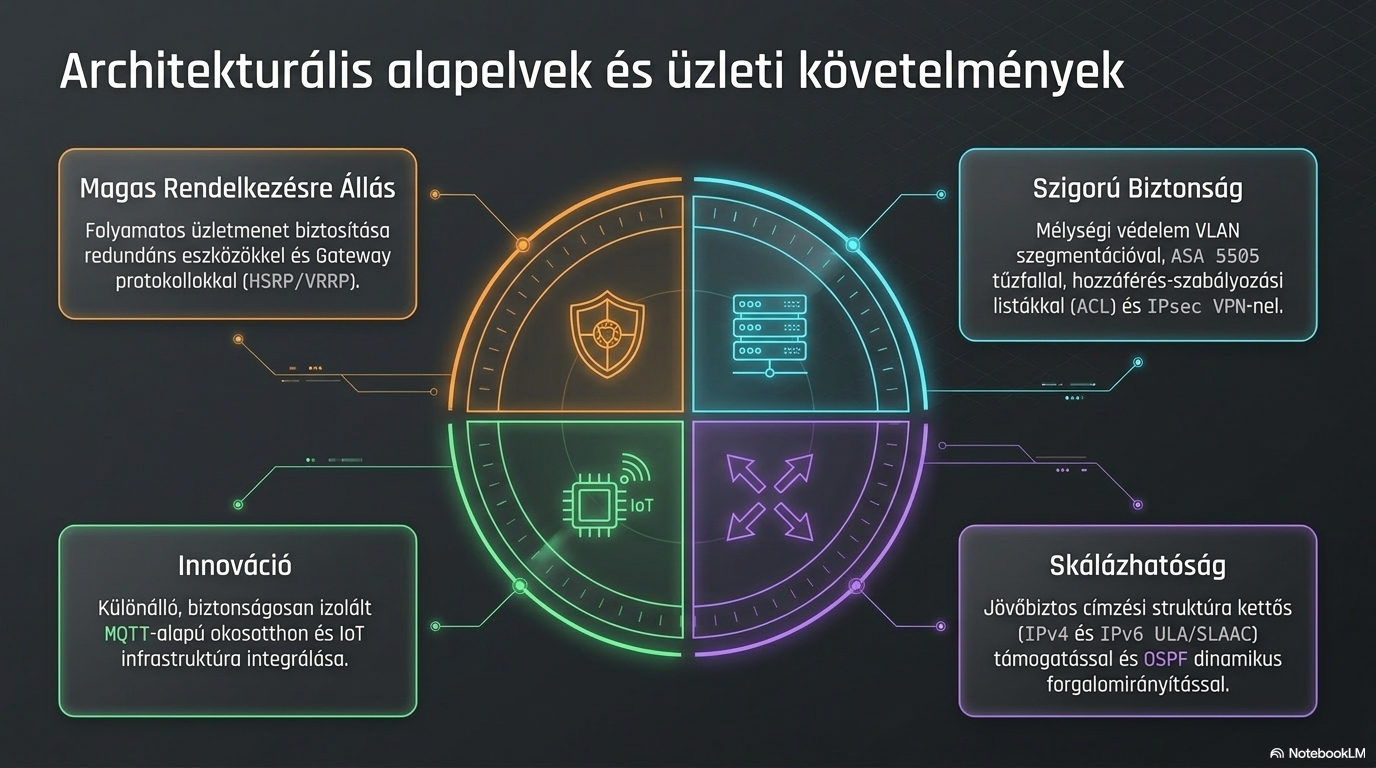 Architekturális alapelvek és üzleti követelmények
Magas Rendelkezésre Állás
Folyamatos üzletmenet biztosítása
redundáns eszközökkel és Gateway
protokollokkal (HSRP/VRRP).
Szigorú Biztonság
Mélységi védelem VLAN
szegmentációval, ASA 5505
tűzfallal, hozzáférés-szabályozási
listákkal (ACL) és IPsec VPN-nel.
IoT
Innováció
Különálló, biztonságosan izolált
MQTT-alapú okosotthon és IoT
infrastruktúra integrálása.
Skálázhatóság
Jövőbiztos címzési struktúra kettős
(IPv4 és IPv6 ULA/SLAAC)
támogatással és OSPF dinamikus
forgalomirányítással.
NotebookLM